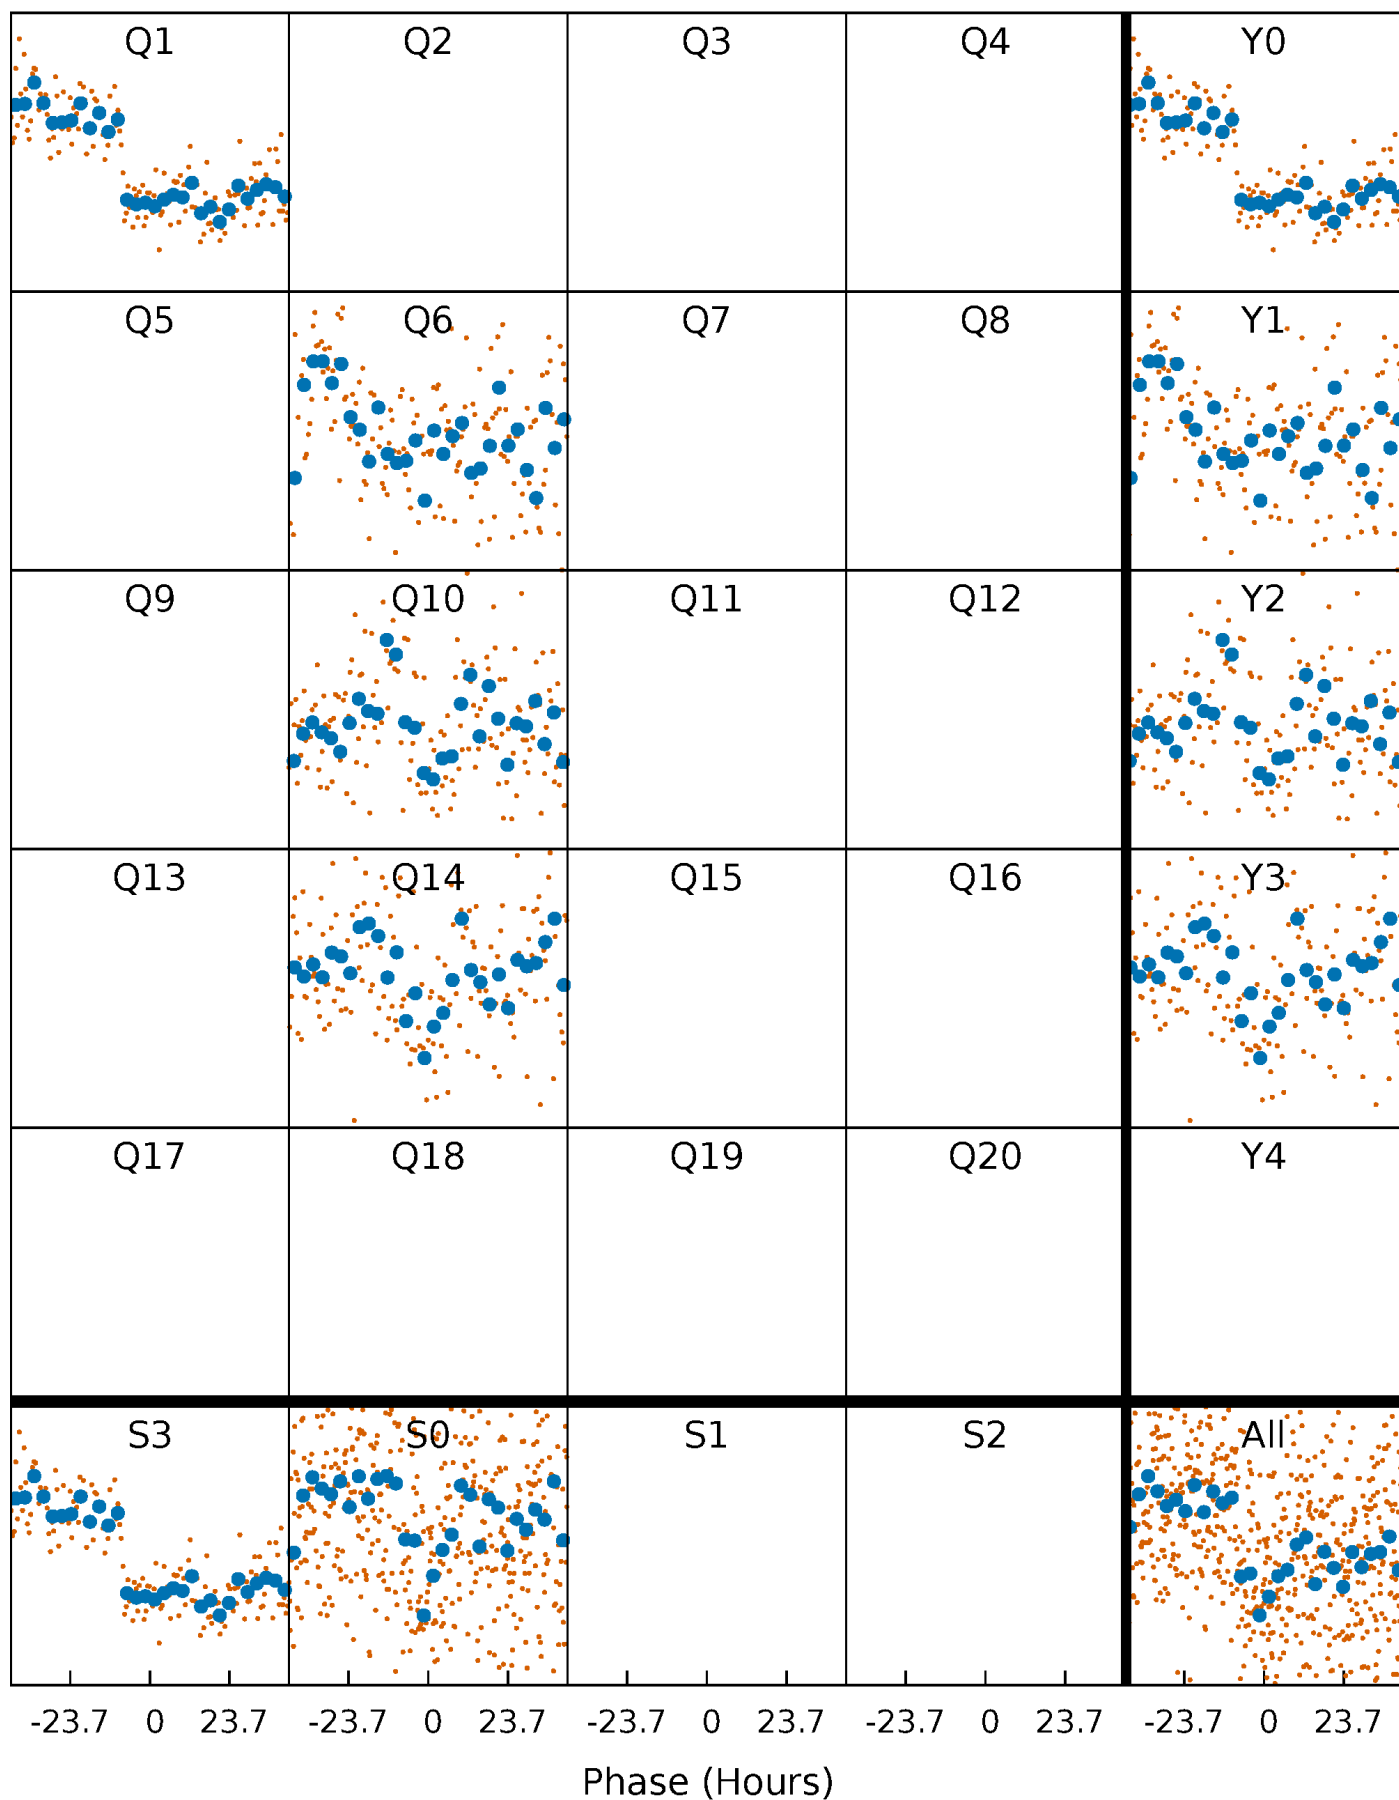 Q1 Q2 Q3 Q4 Y0
Q5 Q6 Q7 Q8 Y1
Q9 Q10 Q11 Q12 Y2
Q13 Q14 Q15 Q16 Y3
Q17 Q18 Q19 Q20 Y4
S3 S0 S1 S2 All
-23.7 0 23.7 -23.7 0 23.7 -23.7 0 23.7 -23.7 0 23.7 -23.7 0 23.7
Phase (Hours)